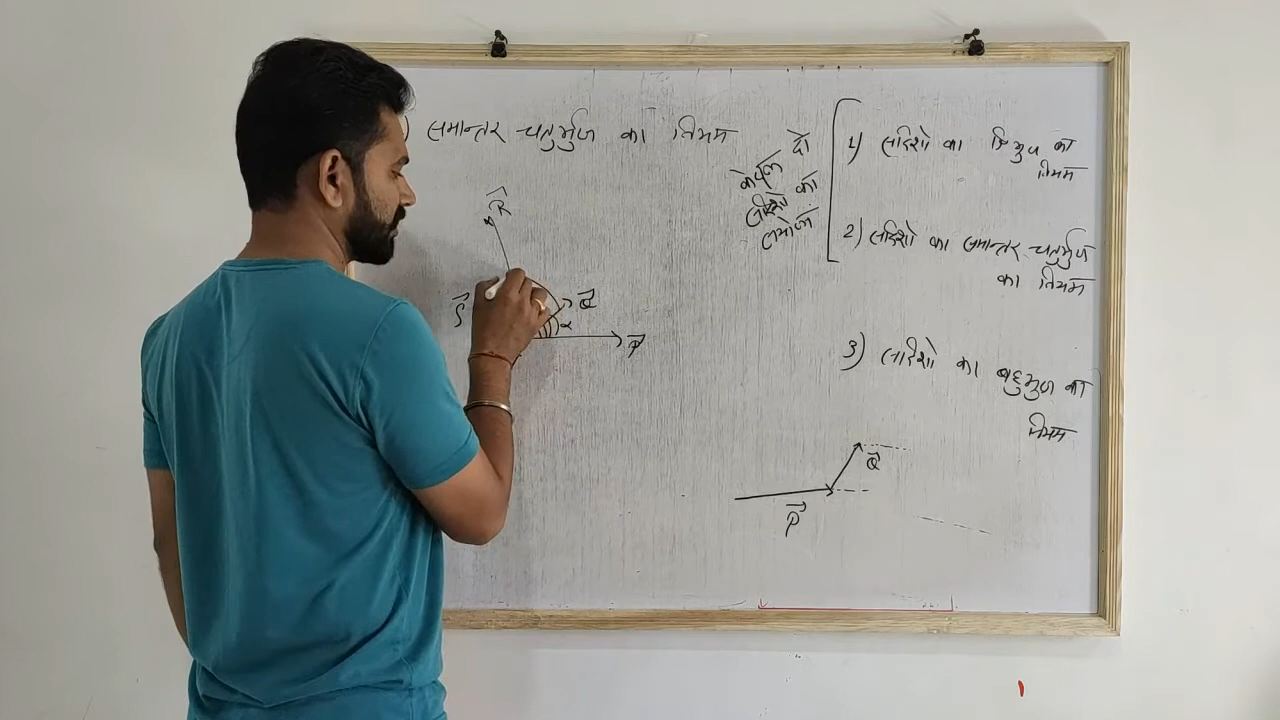 ) समान्तर चतुर्भुज का नियम
R
S
Q
α
P
केवल दो
सदिशों को
1) सदिशो का त्रिभुज का
नियम
2) सदिशो का समान्तर चतुर्भुज
का नियम
3) सदिशो का बहुभुज का
नियम
Q
P